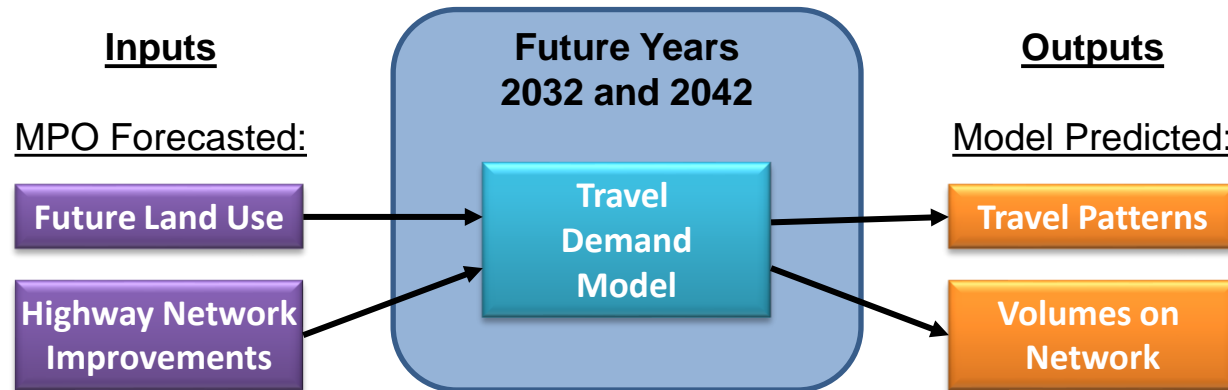 Inputs
MPO Forecasted:
Future Land Use
Highway Network
Improvements
Future Years
2032 and 2042
Travel
Demand
Model
Outputs
Model Predicted:
Travel Patterns
Volumes on
Network